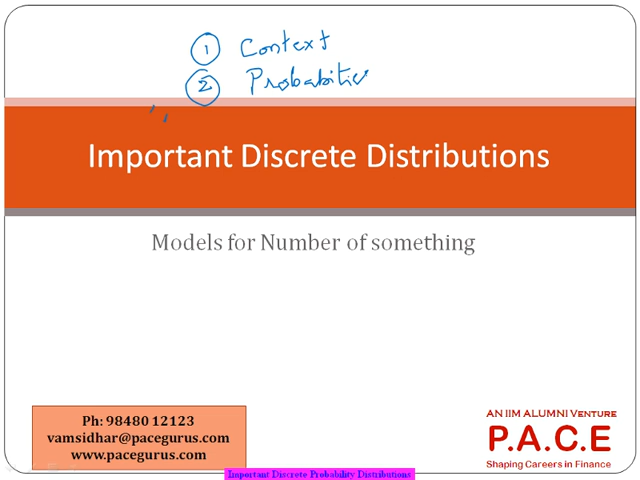 ① Context
② Probabities
Important Discrete Distributions
Models for Number of something
Ph: 98480 12123
vamsidhar@pacegurus.com
www.pacegurus.com
AN IIM ALUMNI VENTURE
P.A.C.E
Shaping Careers in Finance
Important Discrete Probability Distributions